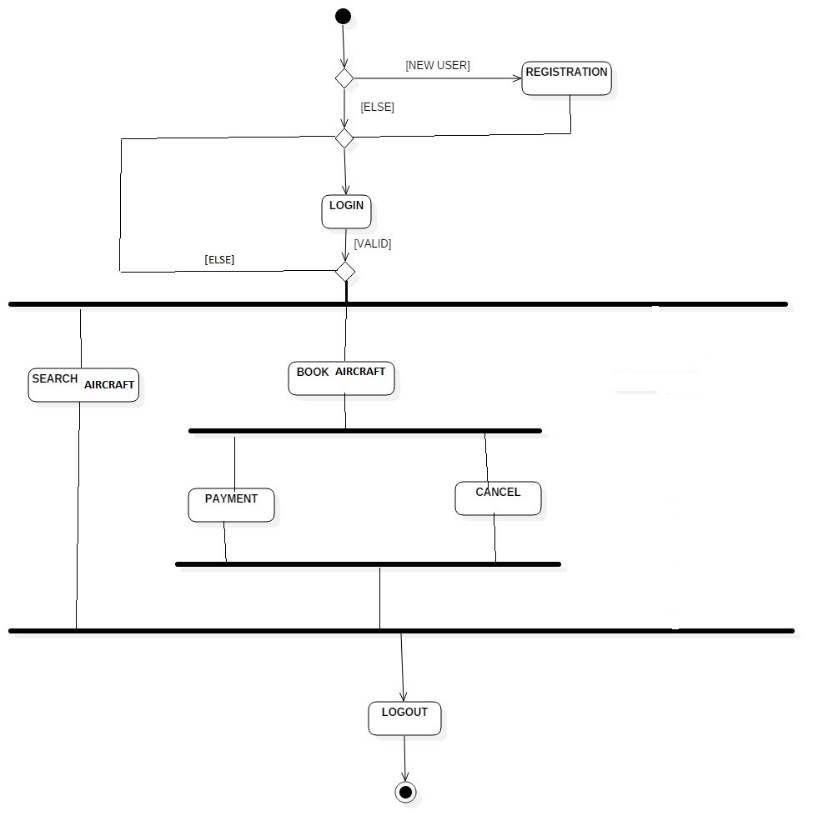 [NEW USER]
REGISTRATION
[ELSE]
LOGIN
[VALID]
[ELSE]
SEARCH AIRCRAFT
BOOK AIRCRAFT
PAYMENT
CANCEL
LOGOUT